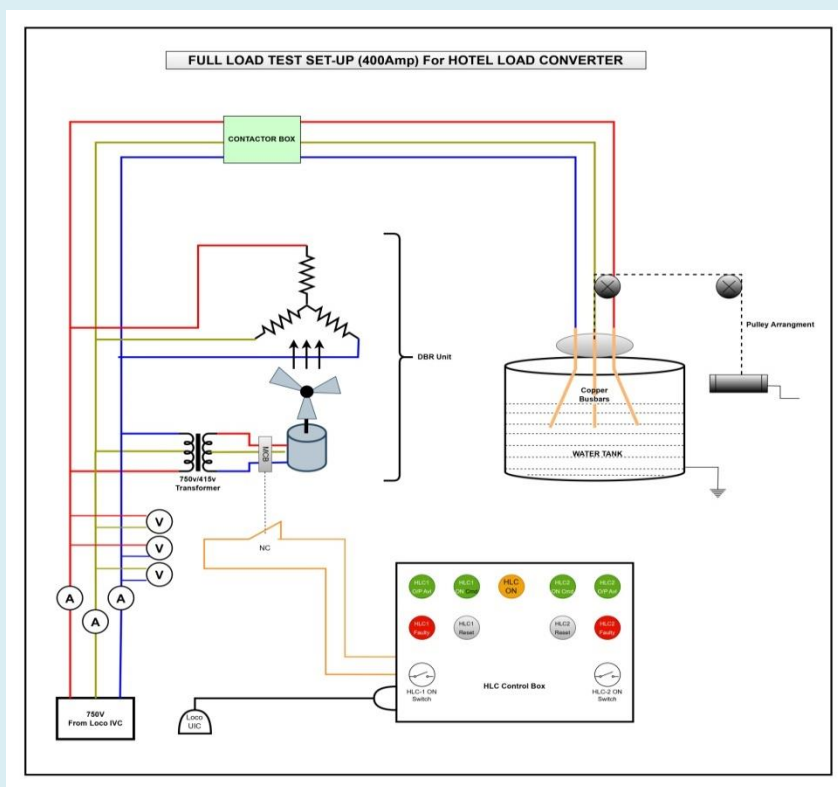 FULL LOAD TEST SET-UP (400Amp) For HOTEL LOAD CONVERTER
CONTACTOR BOX
DBR Unit
Pulley Arrangment
Copper
Busbars
WATER TANK
MCB
750v/415v
Transformer
V
V
V
NC
A
A
A
HLC1
O/P Avl
HLC1
ON Cmd
HLC
ON
HLC2
ON Cmd
HLC2
O/P Avl
HLC1
Faulty
HLC1
Reset
HLC2
Reset
HLC2
Faulty
HLC-1 ON
Switch
HLC Control Box
HLC-2 ON
Switch
750V
From Loco IVC
Loco
UIC